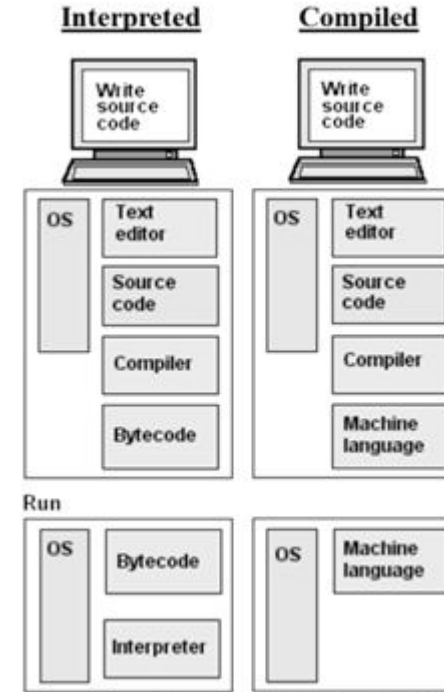 Interpreted
Compiled
Write
source
code
Write
source
code
OS
Text
editor
Source
code
Compiler
Bytecode
OS
Text
editor
Source
code
Compiler
Machine
language
Run
OS
Bytecode
Interpreter
OS
Machine
language